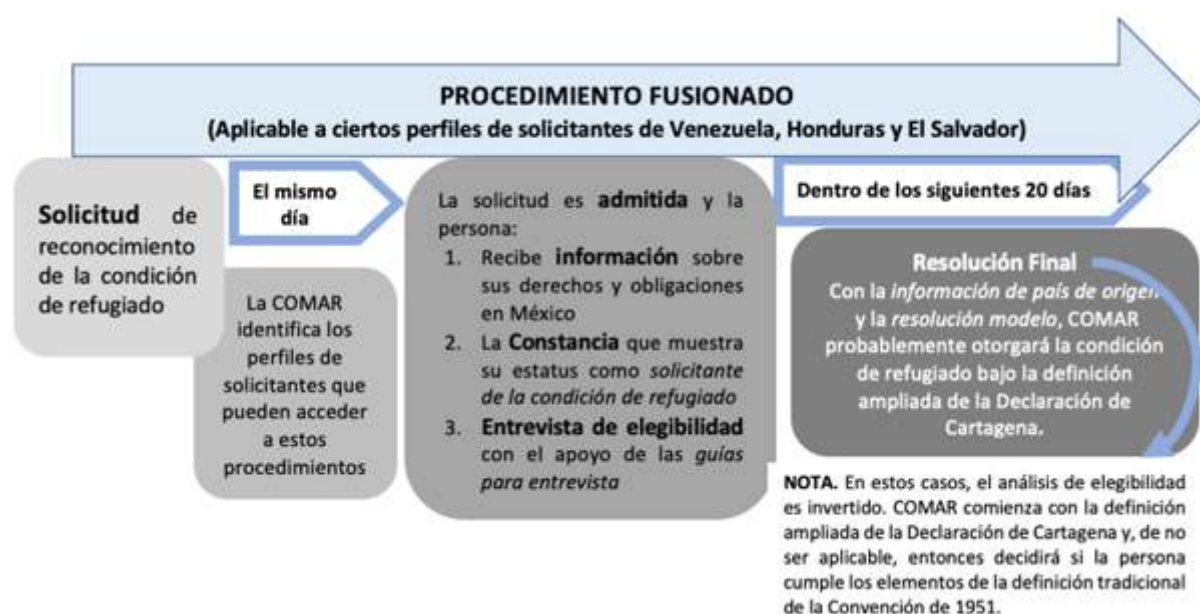 PROCEDIMIENTO FUSIONADO
(Aplicable a ciertos perfiles de solicitantes de Venezuela, Honduras y El Salvador)
Solicitud de
reconocimiento
de la condición
de refugiado
El mismo
día
La COMAR
identifica los
perfiles de
solicitantes que
pueden acceder
a estos
procedimientos
La solicitud es admitida y la
persona:
1. Recibe información sobre
sus derechos y obligaciones
en México
2. La Constancia que muestra
su estatus como solicitante
de la condición de refugiado
3. Entrevista de elegibilidad
con el apoyo de las guías
para entrevista
Dentro de los siguientes 20 días
Resolución Final
Con la información de país de origen
y la resolución modelo, COMAR
probablemente otorgará la condición
de refugiado bajo la definición
ampliada de la Declaración de
Cartagena.
NOTA. En estos casos, el análisis de elegibilidad
es invertido. COMAR comienza con la definición
ampliada de la Declaración de Cartagena y, de no
ser aplicable, entonces decidirá si la persona
cumple los elementos de la definición tradicional
de la Convención de 1951.